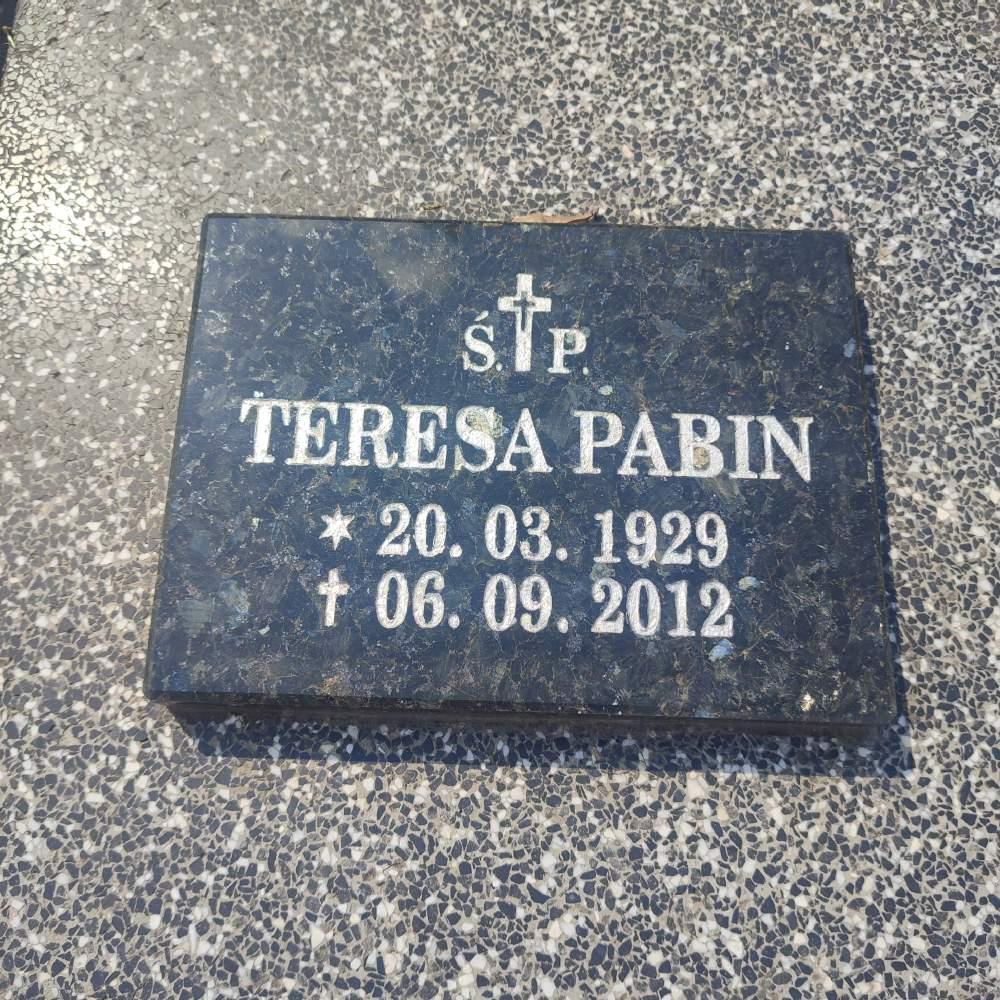 Ś.†P.
TERESA PABIN
* 20. 03. 1929
† 06. 09. 2012